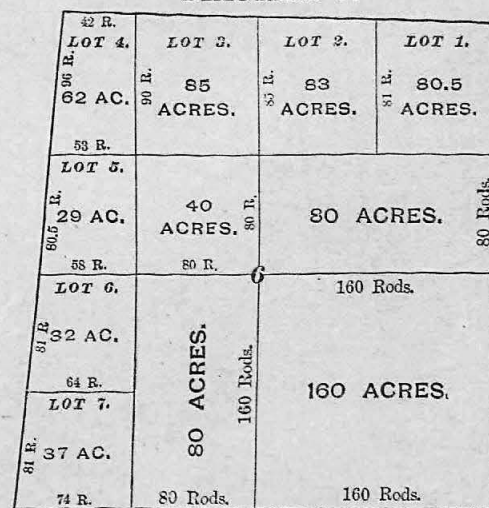 42 R.
LOT 4.
LOT 3.
LOT 2.
LOT 1.
96 R.
62 AC.
90 R.
85
ACRES.
85 R.
83
ACRES.
81 R.
80.5
ACRES.
53 R.
LOT 5.
80.5 R.
29 AC.
40
ACRES.
80 R.
80 ACRES.
80 Rods.
58 R.
80 R.
6
LOT 6.
160 Rods.
81 R
32 AC.
64 R.
80 ACRES.
160 Rods.
160 ACRES.
LOT 7.
81 R.
37 AC.
74 R.
80 Rods.
160 Rods.